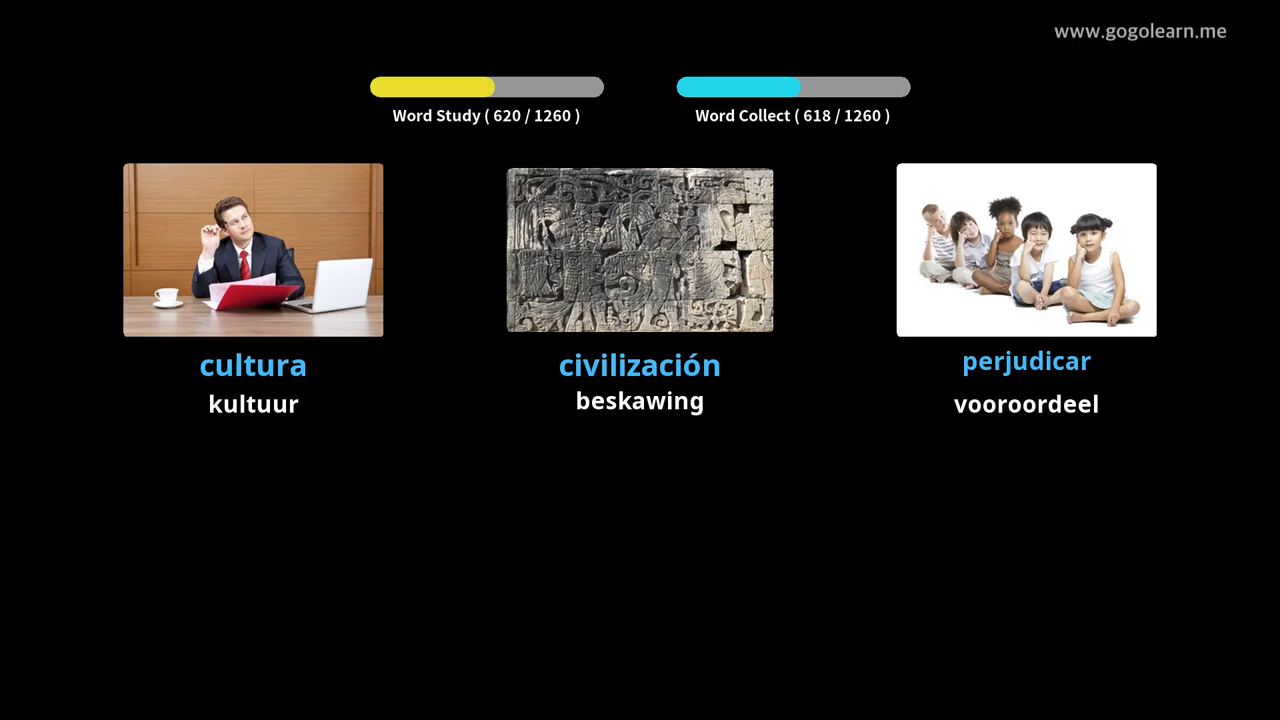 www.gogolearn.me
Word Study ( 620 / 1260 )
Word Collect ( 618 / 1260 )
cultura
kultuur
civilización
beskawing
perjudicar
vooroordeel